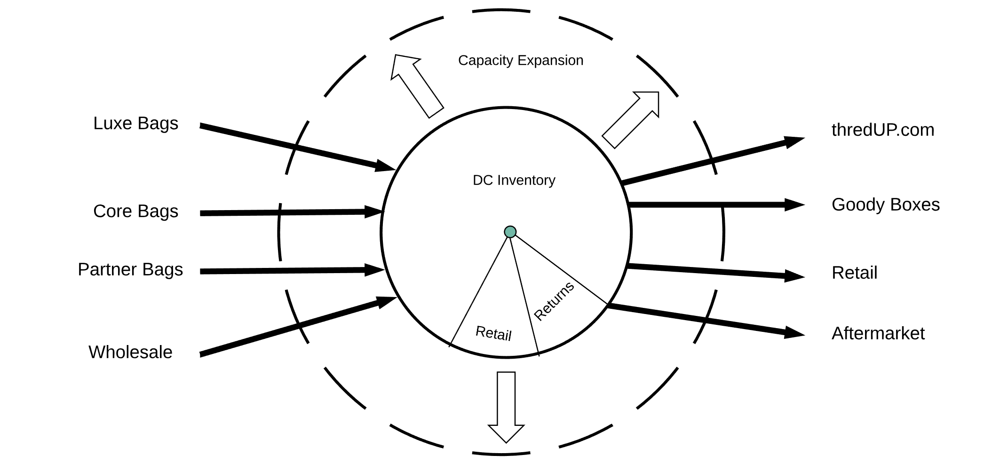 Capacity Expansion
Luxe Bags
Core Bags
Partner Bags
Wholesale
DC Inventory
Retail
Returns
thredUP.com
Goody Boxes
Retail
Aftermarket